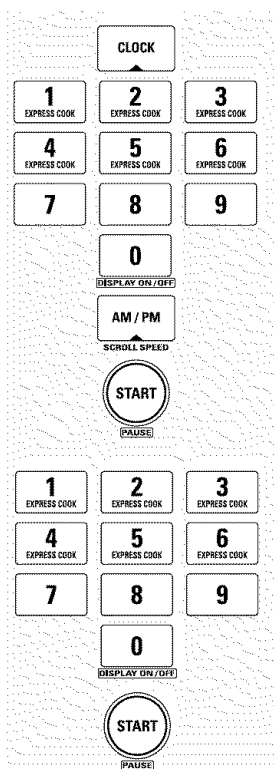 CLOCK
1 2 3
EXPRESS COOK EXPRESS COOK EXPRESS COOK
4 5 6
EXPRESS COOK EXPRESS COOK EXPRESS COOK
7 8 9
0
DISPLAY ON/OFF
AM / PM
SCROLL SPEED
START
PAUSE
1 2 3
EXPRESS COOK EXPRESS COOK EXPRESS COOK
4 5 6
EXPRESS COOK EXPRESS COOK EXPRESS COOK
7 8 9
0
DISPLAY ON/OFF
START
PAUSE